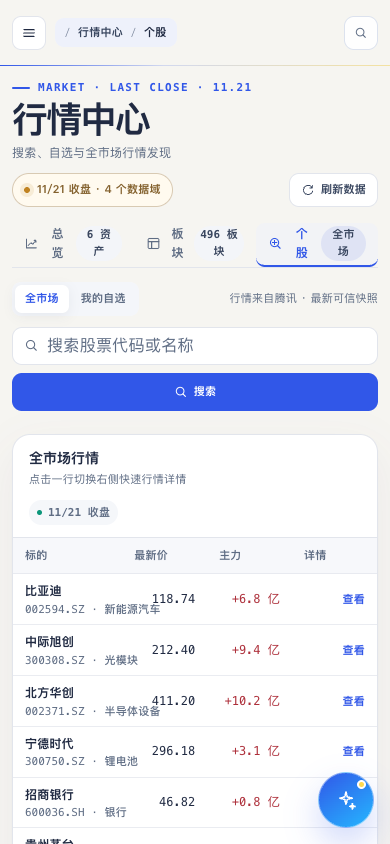 / 行情中心 / 个股
MARKET · LAST CLOSE · 11.21
行情中心
搜索、自选与全市场行情发现
11/21 收盘 · 4 个数据域
刷新数据
总览 6 资产 板块 496 板块 个股 全市场
全市场 我的自选 行情来自腾讯 · 最新可信快照
搜索股票代码或名称
搜索
全市场行情
点击一行切换右侧快速行情详情
11/21 收盘
标的 最新价 主力 详情
比亚迪 118.74 +6.8 亿 查看
002594.SZ · 新能源汽车
中际旭创 212.40 +9.4 亿 查看
300308.SZ · 光模块
北方华创 411.20 +10.2 亿 查看
002371.SZ · 半导体设备
宁德时代 296.18 +3.1 亿 查看
300750.SZ · 锂电池
招商银行 46.82 +0.8 亿
600036.SH · 银行
贵州茅台